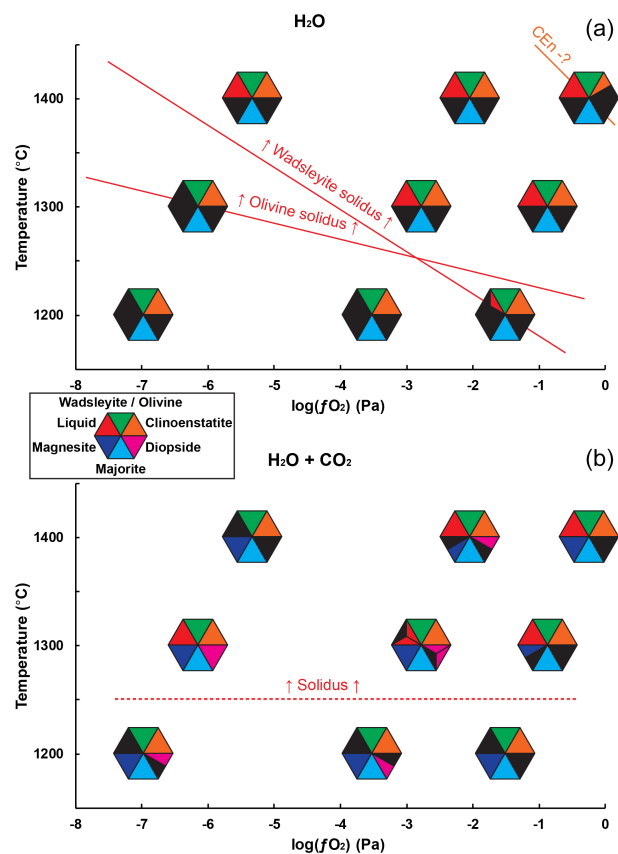 H₂O
(a)
CEn -?
1400
1300
1200
Temperature (°C)
↑ Wadsleyite solidus ↑
↑ Olivine solidus ↑
-8 -7 -6 -5 -4 -3 -2 -1 0
log(ƒO₂) (Pa)
Wadsleyite / Olivine
Liquid Clinoenstatite
Magnesite Diopside
Majorite
H₂O + CO₂
(b)
1400
1300
1200
Temperature (°C)
↑ Solidus ↑
-8 -7 -6 -5 -4 -3 -2 -1 0
log(ƒO₂) (Pa)